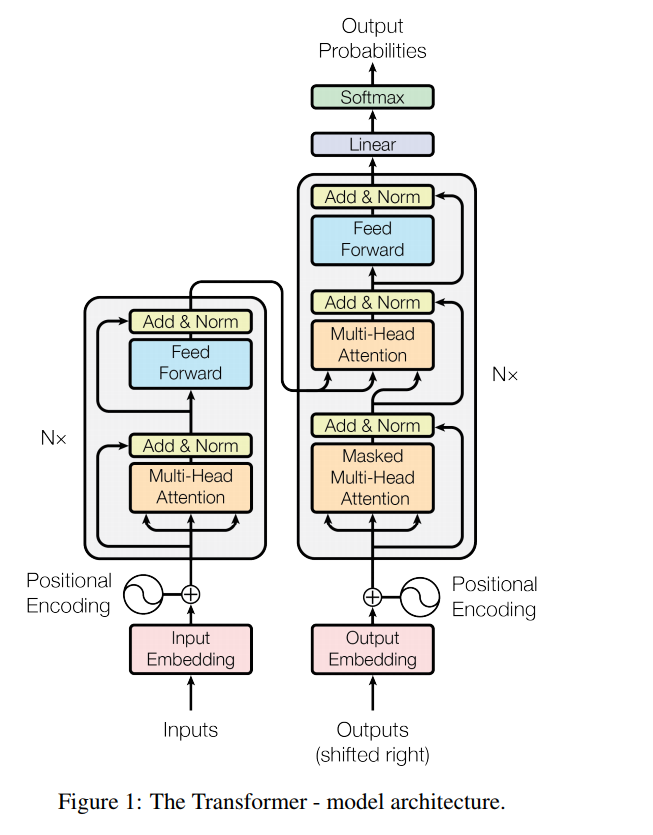 Output
Probabilities
Softmax
Linear
Add & Norm
Feed
Forward
Add & Norm
Multi-Head
Attention
Add & Norm
Masked
Multi-Head
Attention
N×
Add & Norm
Feed
Forward
Add & Norm
Multi-Head
Attention
N×
Positional
Encoding
Positional
Encoding
Input
Embedding
Output
Embedding
Inputs
Outputs
(shifted right)
Figure 1: The Transformer - model architecture.